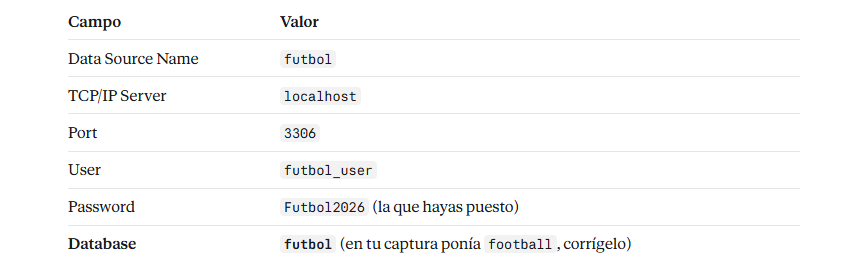 Campo Valor
Data Source Name futbol
TCP/IP Server localhost
Port 3306
User futbol_user
Password Futbol2026 (la que hayas puesto)
Database futbol (en tu captura ponía football, corrígelo)